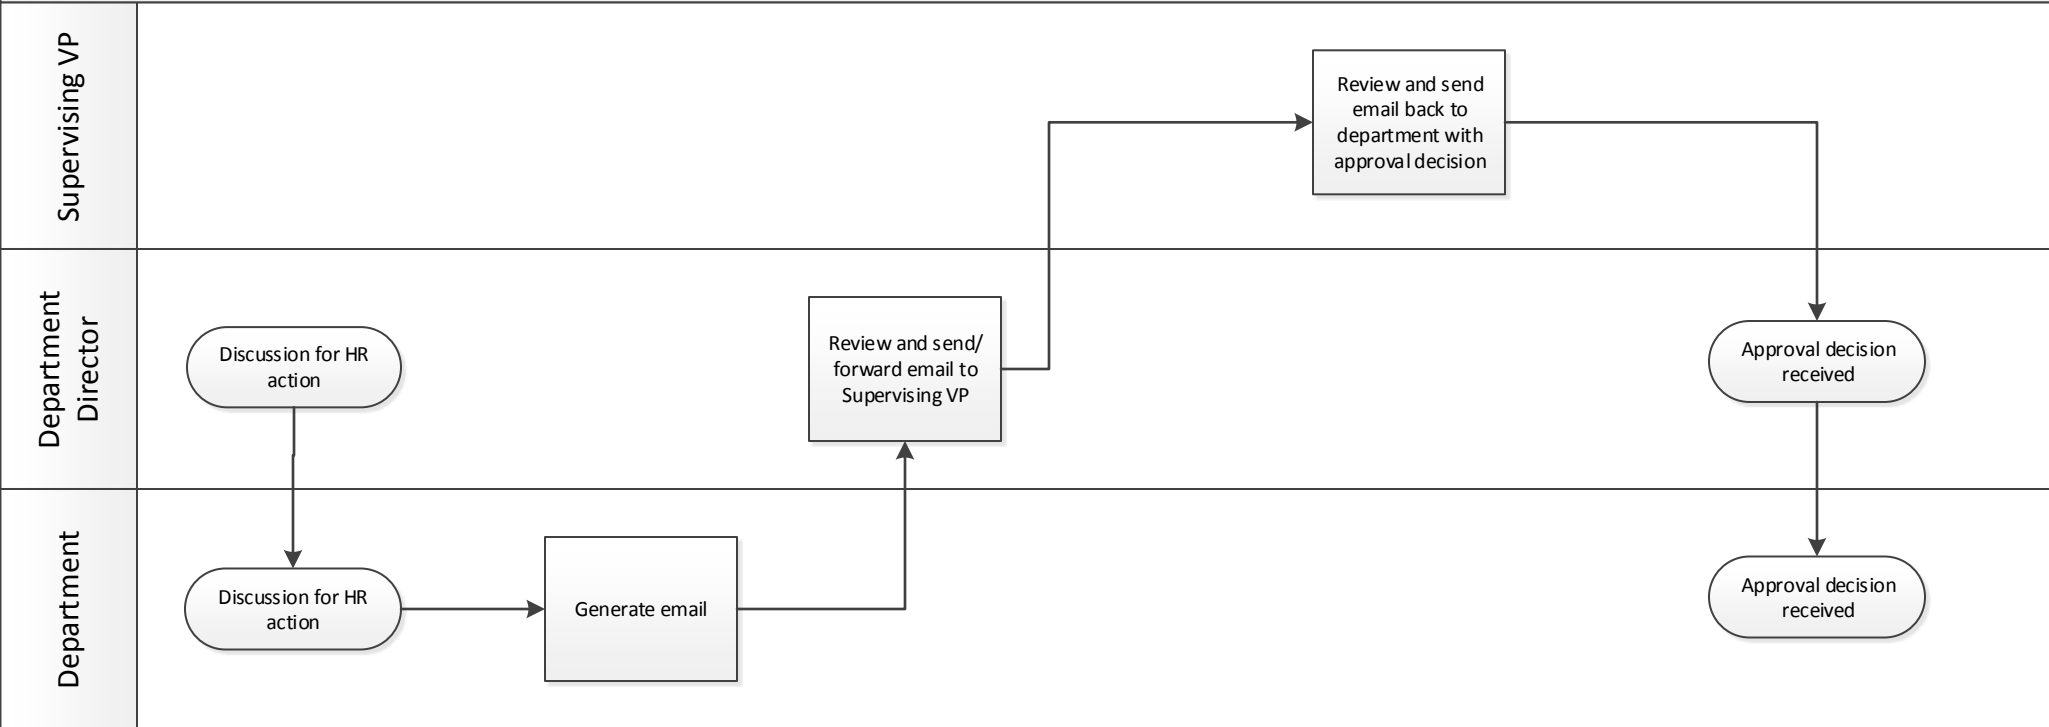 Supervising VP
Review and send
email back to
department with
approval decision
Department
Director
Discussion for HR
action
Review and send/
forward email to
Supervising VP
Approval decision
received
Department
Discussion for HR
action
Generate email
Approval decision
received